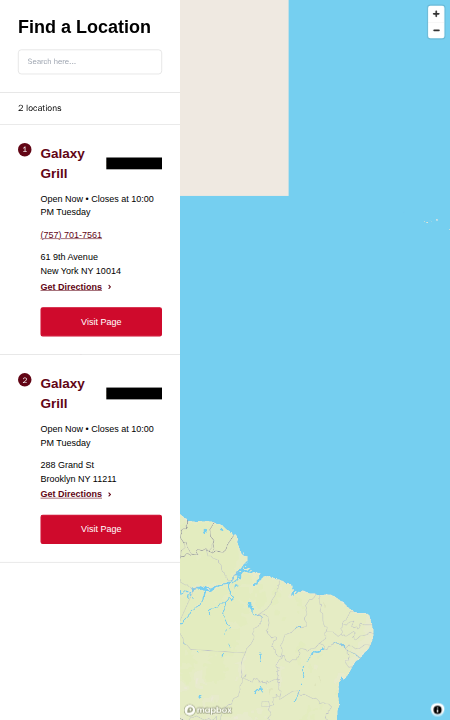 Find a Location
Search here...
2 locations
1
Galaxy
Grill
Open Now • Closes at 10:00
PM Tuesday
(757) 701-7561
61 9th Avenue
New York NY 10014
Get Directions ›
Visit Page
2
Galaxy
Grill
Open Now • Closes at 10:00
PM Tuesday
288 Grand St
Brooklyn NY 11211
Get Directions ›
Visit Page
+
−
mapbox